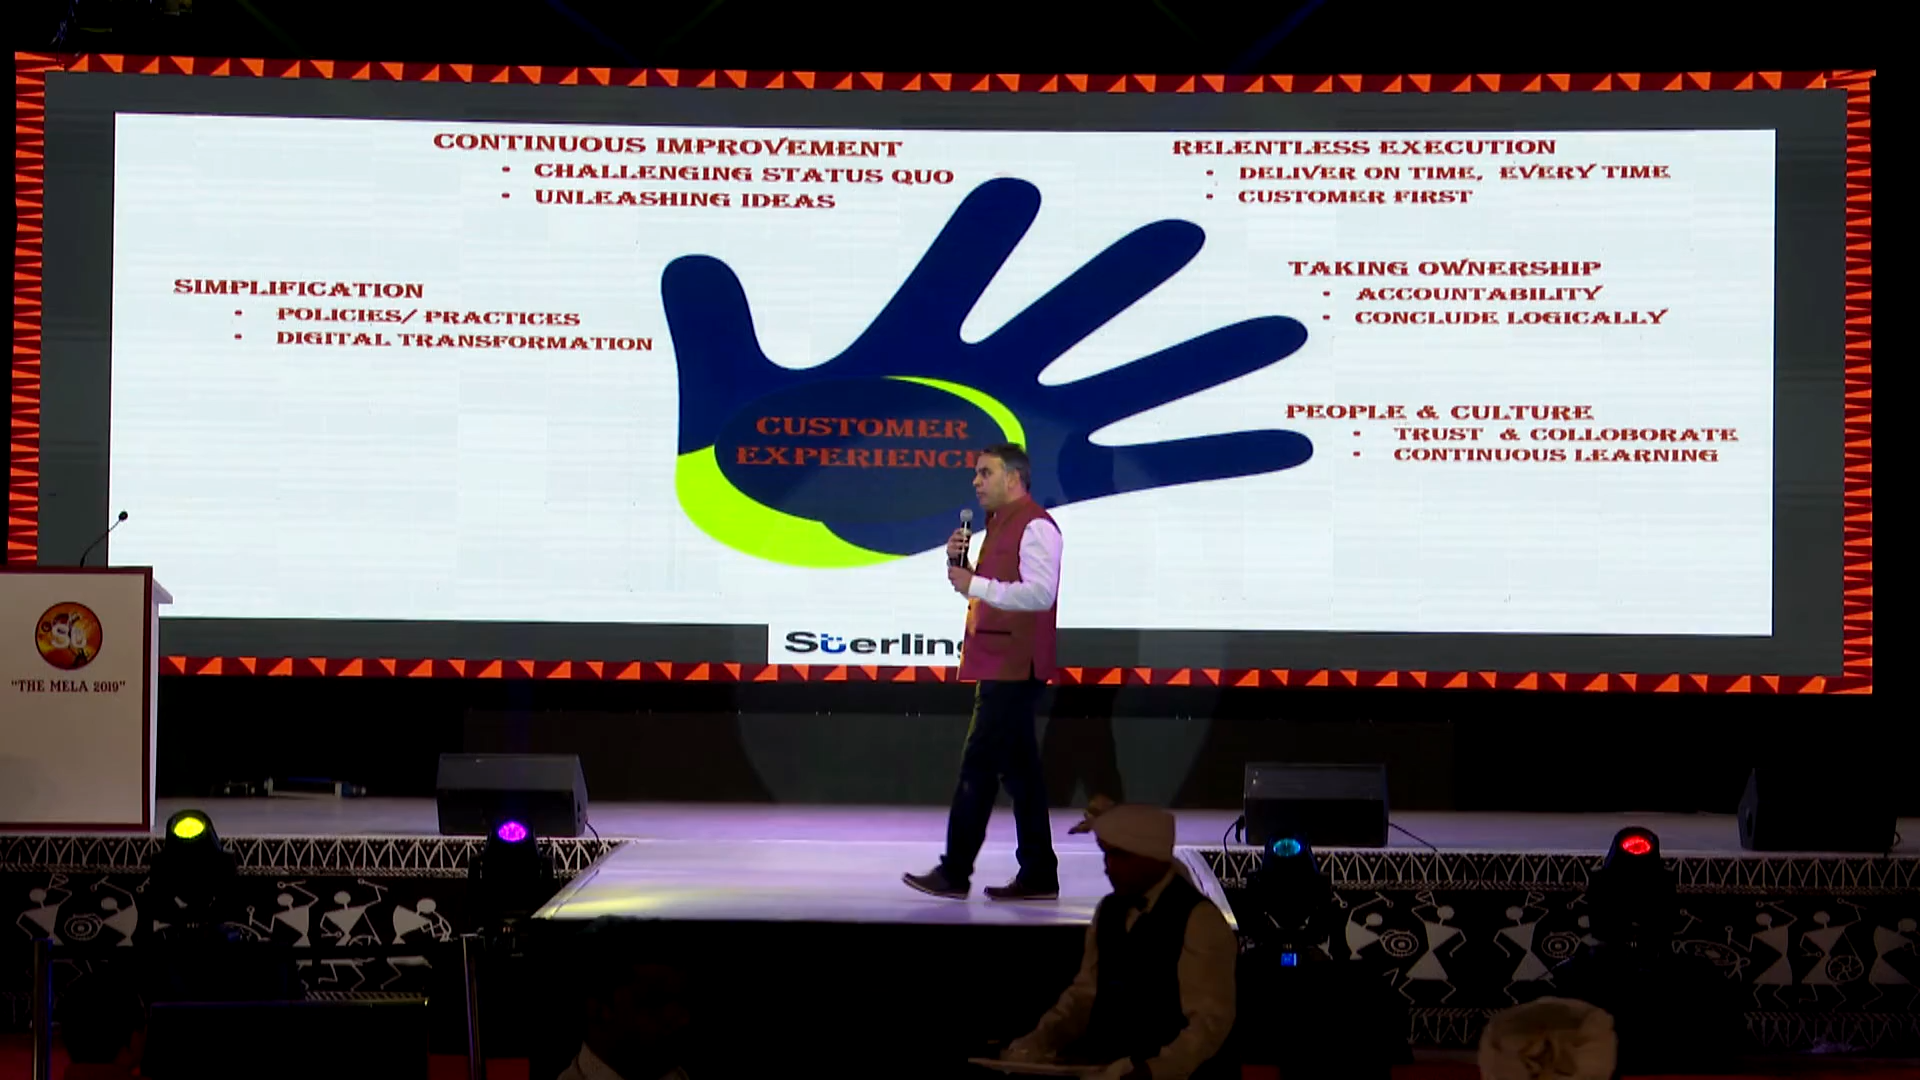 CONTINUOUS IMPROVEMENT
• CHALLENGING STATUS QUO
• UNLEASHING IDEAS
RELENTLESS EXECUTION
• DELIVER ON TIME, EVERY TIME
• CUSTOMER FIRST
SIMPLIFICATION
• POLICIES/ PRACTICES
• DIGITAL TRANSFORMATION
TAKING OWNERSHIP
• ACCOUNTABILITY
• CONCLUDE LOGICALLY
PEOPLE & CULTURE
• TRUST & COLLOBORATE
• CONTINUOUS LEARNING
CUSTOMER
EXPERIENCE
Sterling
"THE MELA 2019"